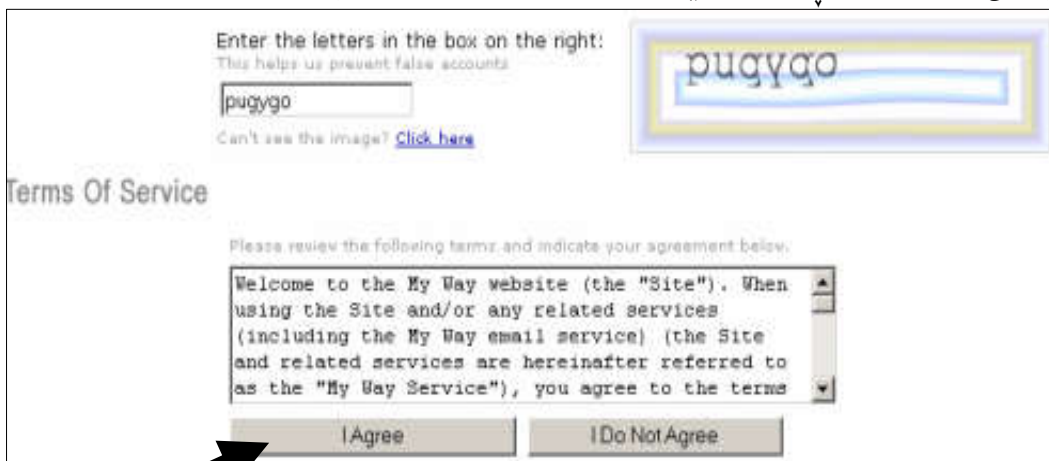 Enter the letters in the box on the right:
This helps us prevent false accounts
pugygo
pugygo
Can't see the image? Click here
Terms Of Service
Please review the following terms and indicate your agreement below.
Welcome to the My Way website (the "Site"). When
using the Site and/or any related services
(including the My Way email service) (the Site
and related services are hereinafter referred to
as the "My Way Service"), you agree to the terms
I Agree
I Do Not Agree